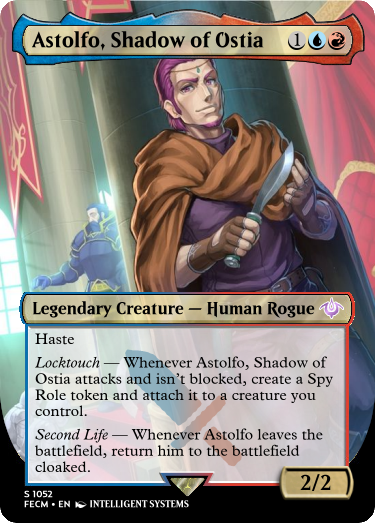 Astolfo, Shadow of Ostia 1
Legendary Creature — Human Rogue
Haste
Locktouch — Whenever Astolfo, Shadow of
Ostia attacks and isn't blocked, create a Spy
Role token and attach it to a creature you
control.
Second Life — Whenever Astolfo leaves the
battlefield, return him to the battlefield
cloaked.
2/2
S 1052
FECM • EN INTELLIGENT SYSTEMS